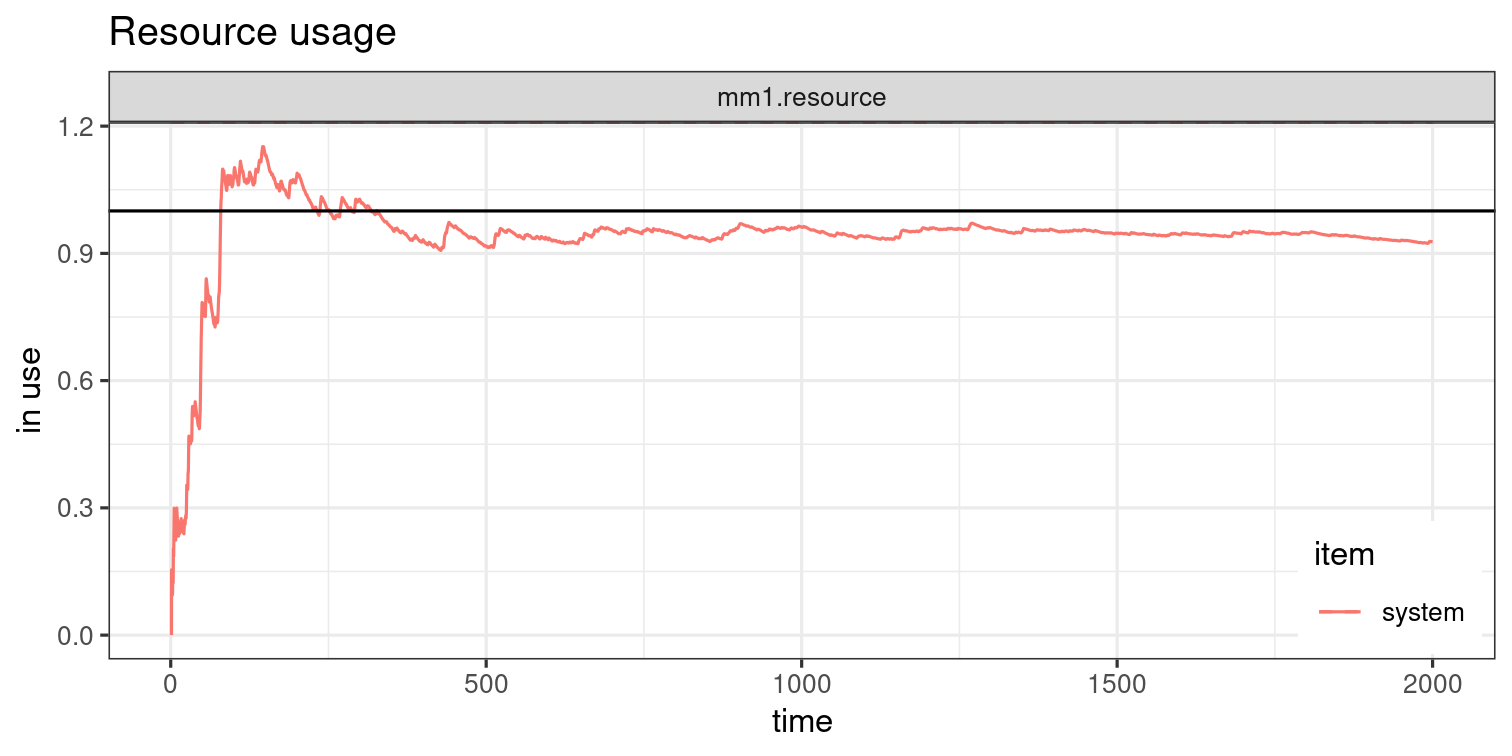 Resource usage
mm1.resource
1.2
0.9
0.6
0.3
0.0
in use
item
system
0 500 1000 1500 2000
time